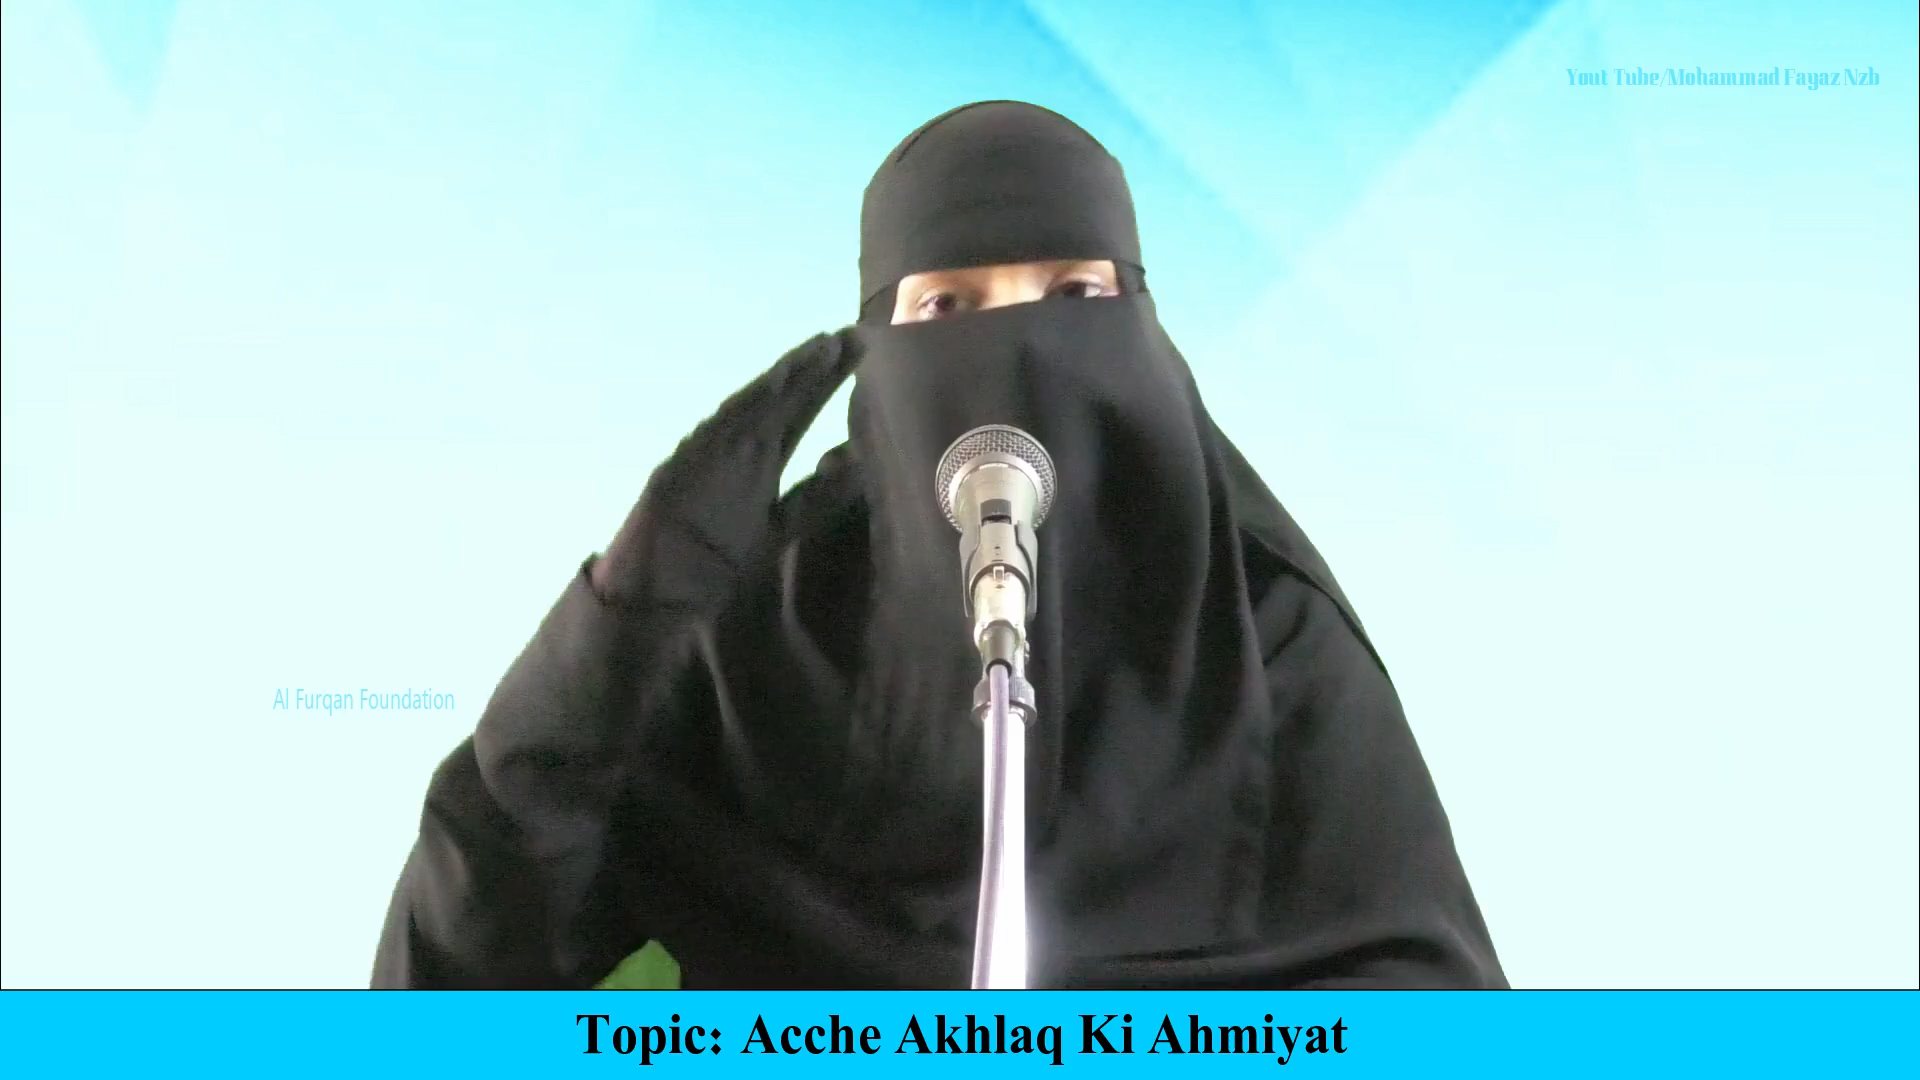 Yout Tube/Mohammad Fayaz Nzb
Al Furqan Foundation
Topic: Acche Akhlaq Ki Ahmiyat